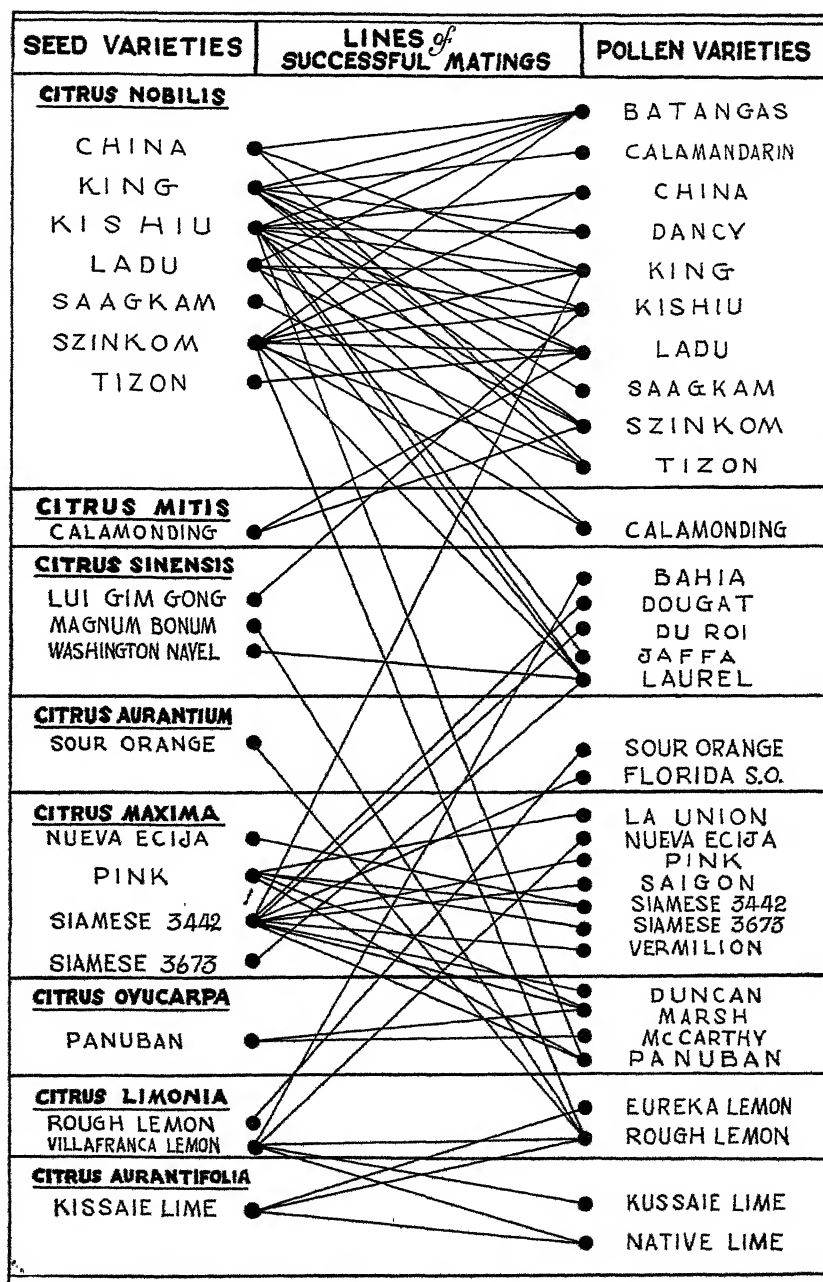 SEED VARIETIES
LINES of
SUCCESSFUL MATINGS
POLLEN VARIETIES
CITRUS NOBILIS
CHINA
KING
KISHIU
LADU
SAAGKAM
SZINKOM
TIZON
BATANGAS
CALAMANDARIN
CHINA
DANCY
KING
KISHIU
LADU
SAAGKAM
SZINKOM
TIZON
CITRUS MITIS
CALAMONDING
CALAMONDING
CITRUS SINENSIS
LUI GIM GONG
MAGNUM BONUM
WASHINGTON NAVEL
BAHIA
DOUGAT
DU ROI
JAFFA
LAUREL
CITRUS AURANTIUM
SOUR ORANGE
SOUR ORANGE
FLORIDA S.O.
CITRUS MAXIMA
NUEVA ECIJA
PINK
SIAMESE 3442
SIAMESE 3673
LA UNION
NUEVA ECIJA
PINK
SAIGON
SIAMESE 3442
SIAMESE 3673
VERMILION
CITRUS OVUCARPA
PANUBAN
DUNCAN
MARSH
McCARTHY
PANUBAN
CITRUS LIMONIA
ROUGH LEMON
VILLAFRANCA LEMON
EUREKA LEMON
ROUGH LEMON
CITRUS AURANTIFOLIA
KISSAIE LIME
KUSSAIE LIME
NATIVE LIME